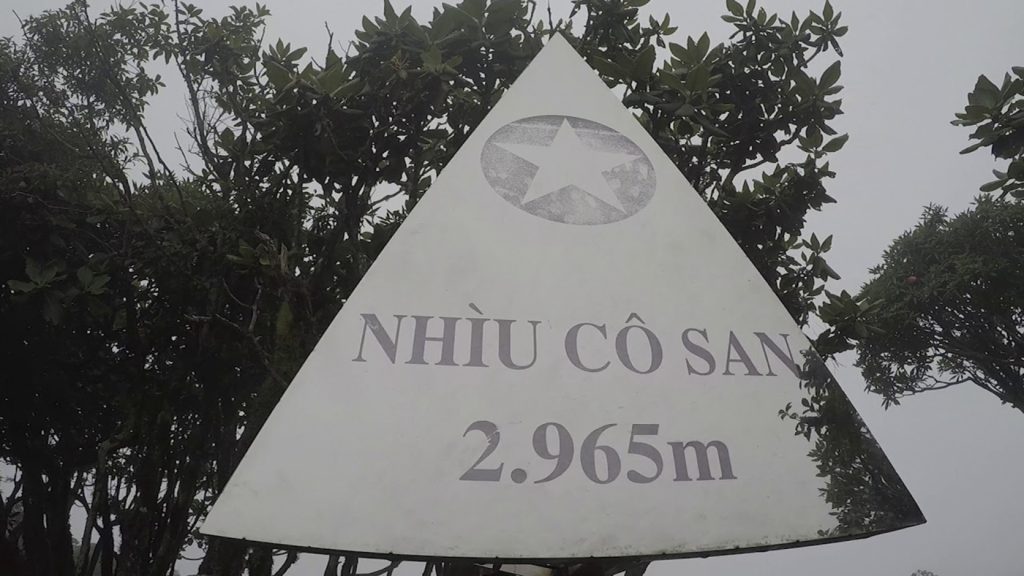 NHÌU CÔ SAN
2.965m